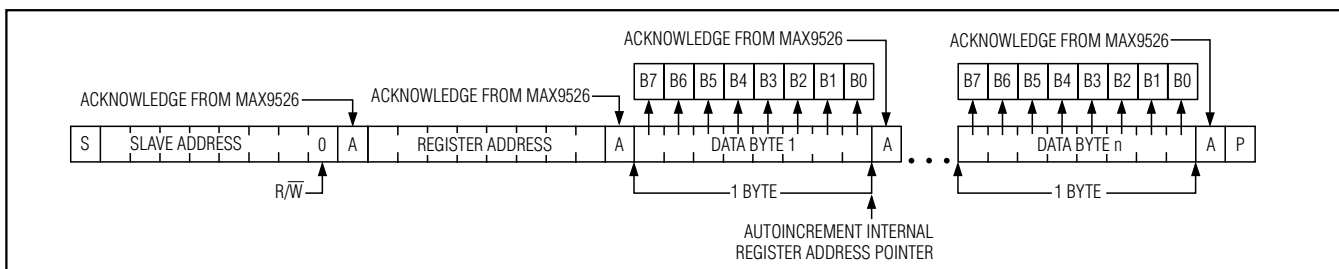 ACKNOWLEDGE FROM MAX9526
ACKNOWLEDGE FROM MAX9526
B7 B6 B5 B4 B3 B2 B1 B0
B7 B6 B5 B4 B3 B2 B1 B0
ACKNOWLEDGE FROM MAX9526
ACKNOWLEDGE FROM MAX9526
S SLAVE ADDRESS 0 A REGISTER ADDRESS A DATA BYTE 1 A ... DATA BYTE n A P
R/W̅
1 BYTE
1 BYTE
AUTOINCREMENT INTERNAL
REGISTER ADDRESS POINTER